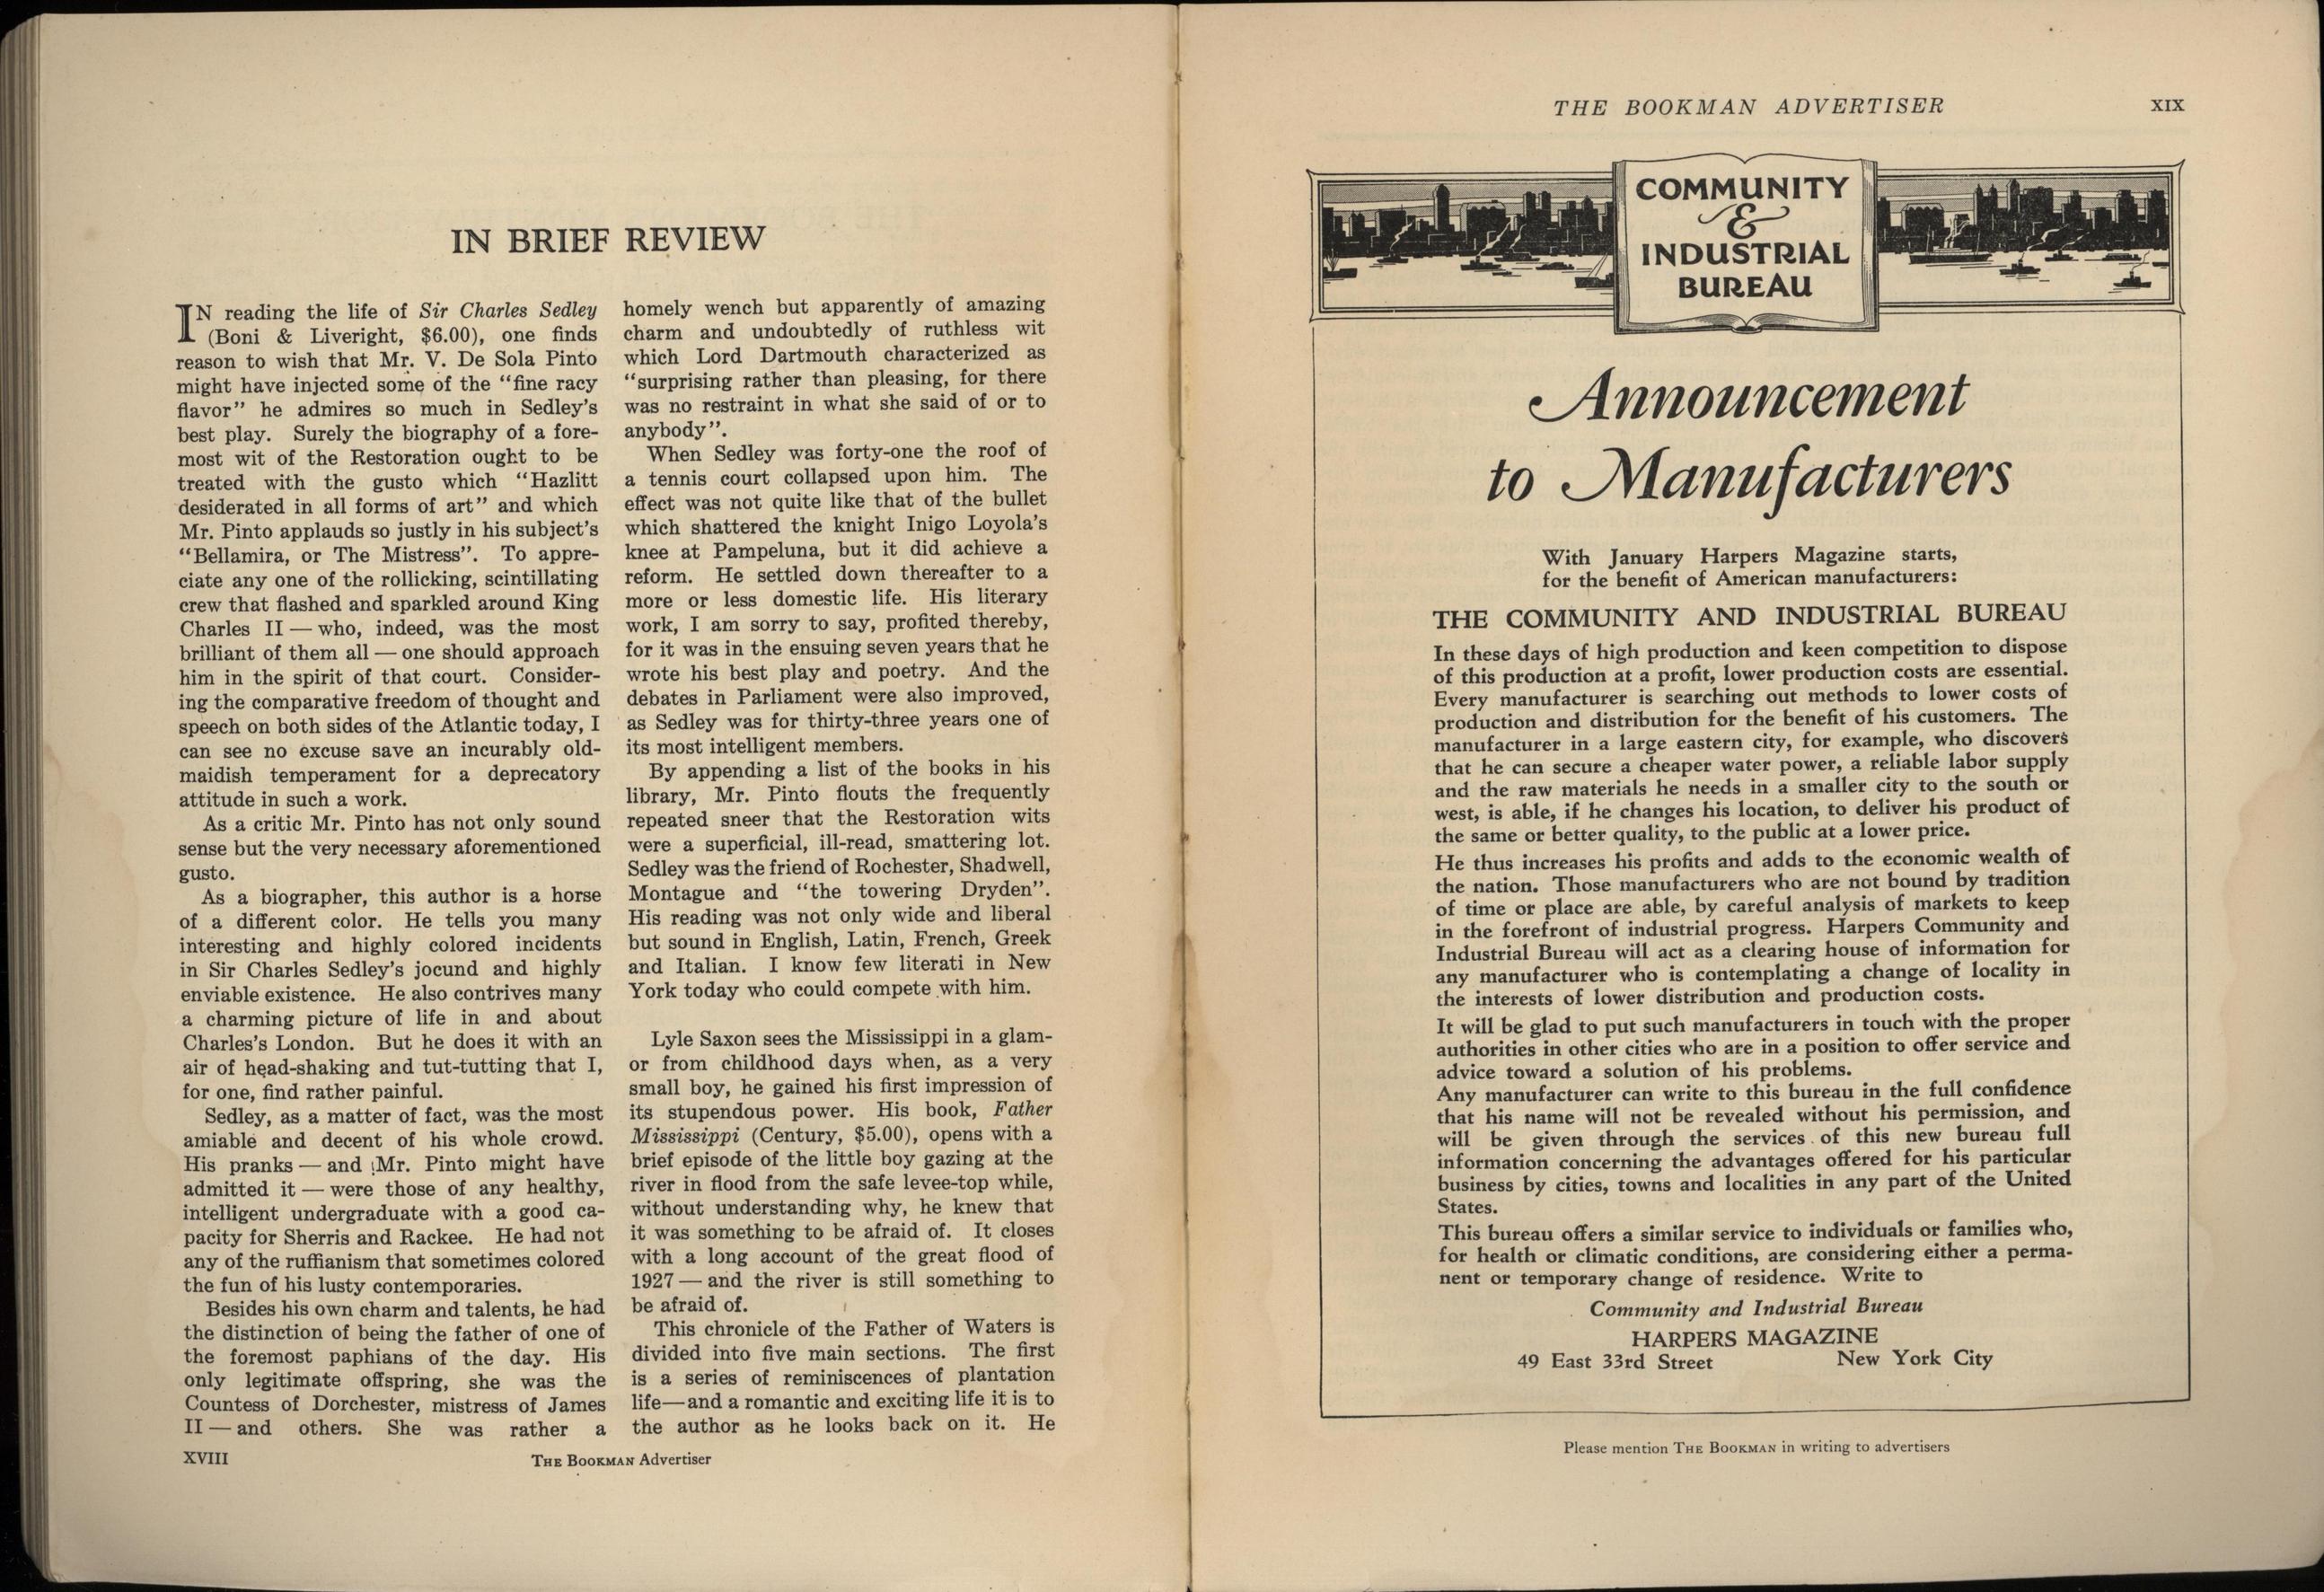 IN BRIEF REVIEW
IN reading the life of Sir Charles Sedley
(Boni & Liveright, $6.00), one finds
reason to wish that Mr. V. De Sola Pinto
might have injected some of the “fine racy
flavor” he admires so much in Sedley’s
best play. Surely the biography of a fore-
most wit of the Restoration ought to be
treated with the gusto which “Hazlitt
desiderated in all forms of art” and which
Mr. Pinto applauds so justly in his subject’s
“Bellamira, or The Mistress”. To appre-
ciate any one of the rollicking, scintillating
crew that flashed and sparkled around King
Charles II — who, indeed, was the most
brilliant of them all — one should approach
him in the spirit of that court. Consider-
ing the comparative freedom of thought and
speech on both sides of the Atlantic today, I
can see no excuse save an incurably old-
maidish temperament for a deprecatory
attitude in such a work.
As a critic Mr. Pinto has not only sound
sense but the very necessary aforementioned
gusto.
As a biographer, this author is a horse
of a different color. He tells you many
interesting and highly colored incidents
in Sir Charles Sedley’s jocund and highly
enviable existence. He also contrives many
a charming picture of life in and about
Charles’s London. But he does it with an
air of head-shaking and tut-tutting that I,
for one, find rather painful.
Sedley, as a matter of fact, was the most
amiable and decent of his whole crowd.
His pranks — and Mr. Pinto might have
admitted it — were those of any healthy,
intelligent undergraduate with a good ca-
pacity for Sherris and Rackee. He had not
any of the ruffianism that sometimes colored
the fun of his lusty contemporaries.
Besides his own charm and talents, he had
the distinction of being the father of one of
the foremost paphians of the day. His
only legitimate offspring, she was the
Countess of Dorchester, mistress of James
II — and others. She was rather a
homely wench but apparently of amazing
charm and undoubtedly of ruthless wit
which Lord Dartmouth characterized as
“surprising rather than pleasing, for there
was no restraint in what she said of or to
anybody”.
When Sedley was forty-one the roof of
a tennis court collapsed upon him. The
effect was not quite like that of the bullet
which shattered the knight Inigo Loyola’s
knee at Pampeluna, but it did achieve a
reform. He settled down thereafter to a
more or less domestic life. His literary
work, I am sorry to say, profited thereby,
for it was in the ensuing seven years that he
wrote his best play and poetry. And the
debates in Parliament were also improved,
as Sedley was for thirty-three years one of
its most intelligent members.
By appending a list of the books in his
library, Mr. Pinto flouts the frequently
repeated sneer that the Restoration wits
were a superficial, ill-read, smattering lot.
Sedley was the friend of Rochester, Shadwell,
Montague and “the towering Dryden”.
His reading was not only wide and liberal
but sound in English, Latin, French, Greek
and Italian. I know few literati in New
York today who could compete with him.
Lyle Saxon sees the Mississippi in a glam-
or from childhood days when, as a very
small boy, he gained his first impression of
its stupendous power. His book, Father
Mississippi (Century, $5.00), opens with a
brief episode of the little boy gazing at the
river in flood from the safe levee-top while,
without understanding why, he knew that
it was something to be afraid of. It closes
with a long account of the great flood of
1927 — and the river is still something to
be afraid of.
This chronicle of the Father of Waters is
divided into five main sections. The first
is a series of reminiscences of plantation
life—and a romantic and exciting life it is to
the author as he looks back on it. He
XVIII
THE BOOKMAN Advertiser
THE BOOKMAN ADVERTISER
XIX
COMMUNITY
&
INDUSTRIAL
BUREAU
Announcement
to Manufacturers
With January Harpers Magazine starts,
for the benefit of American manufacturers:
THE COMMUNITY AND INDUSTRIAL BUREAU
In these days of high production and keen competition to dispose
of this production at a profit, lower production costs are essential.
Every manufacturer is searching out methods to lower costs of
production and distribution for the benefit of his customers. The
manufacturer in a large eastern city, for example, who discovers
that he can secure a cheaper water power, a reliable labor supply
and the raw materials he needs in a smaller city to the south or
west, is able, if he changes his location, to deliver his product of
the same or better quality, to the public at a lower price.
He thus increases his profits and adds to the economic wealth of
the nation. Those manufacturers who are not bound by tradition
of time or place are able, by careful analysis of markets to keep
in the forefront of industrial progress. Harpers Community and
Industrial Bureau will act as a clearing house of information for
any manufacturer who is contemplating a change of locality in
the interests of lower distribution and production costs.
It will be glad to put such manufacturers in touch with the proper
authorities in other cities who are in a position to offer service and
advice toward a solution of his problems.
Any manufacturer can write to this bureau in the full confidence
that his name will not be revealed without his permission, and
will be given through the services of this new bureau full
information concerning the advantages offered for his particular
business by cities, towns and localities in any part of the United
States.
This bureau offers a similar service to individuals or families who,
for health or climatic conditions, are considering either a perma-
nent or temporary change of residence. Write to
Community and Industrial Bureau
HARPERS MAGAZINE
49 East 33rd Street New York City
Please mention THE BOOKMAN in writing to advertisers